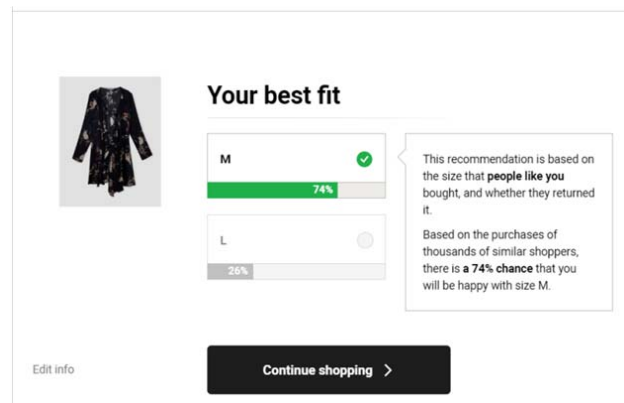 Your best fit
M
74%
L
26%
This recommendation is based on
the size that people like you
bought, and whether they returned
it.
Based on the purchases of
thousands of similar shoppers,
there is a 74% chance that you
will be happy with size M.
Edit info
Continue shopping